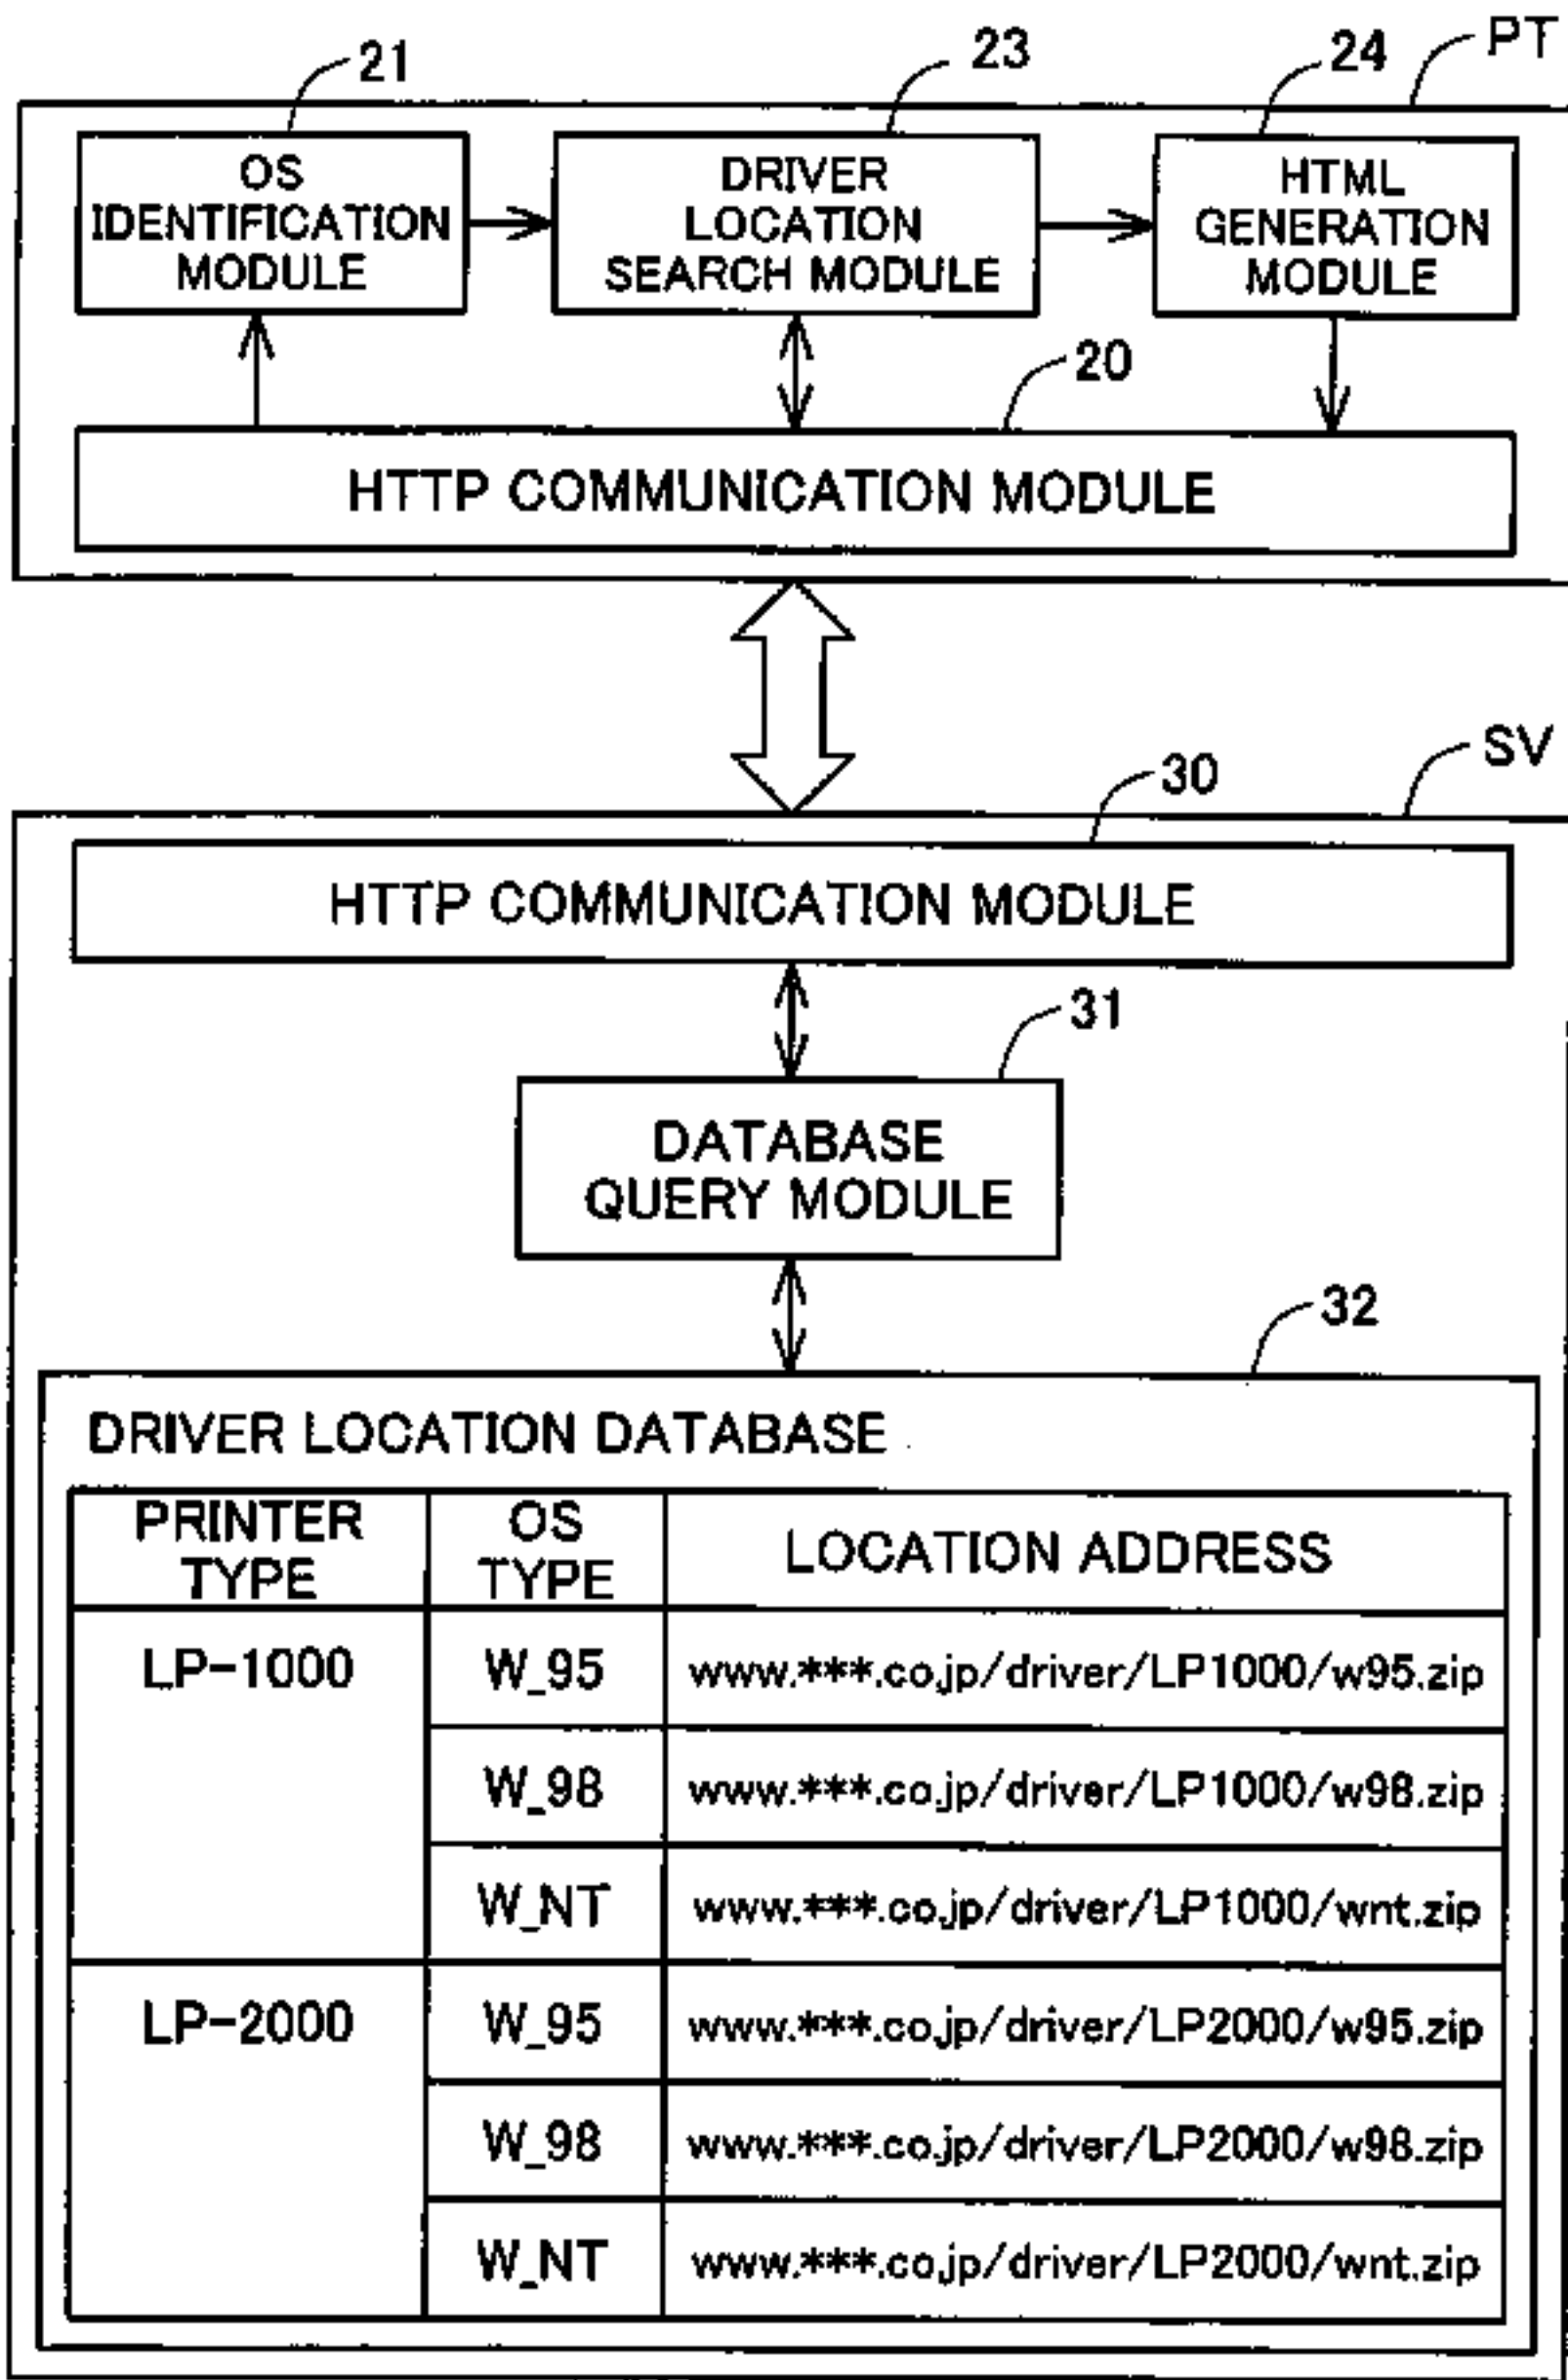 PT
21
23
24
OS
IDENTIFICATION
MODULE
DRIVER
LOCATION
SEARCH MODULE
HTML
GENERATION
MODULE
20
HTTP COMMUNICATION MODULE
SV
30
HTTP COMMUNICATION MODULE
31
DATABASE
QUERY MODULE
32
DRIVER LOCATION DATABASE
PRINTER
TYPE
OS
TYPE
LOCATION ADDRESS
LP-1000
W_95
www.***.co.jp/driver/LP1000/w95.zip
W_98
www.***.co.jp/driver/LP1000/w98.zip
W_NT
www.***.co.jp/driver/LP1000/wnt.zip
LP-2000
W_95
www.***.co.jp/driver/LP2000/w95.zip
W_98
www.***.co.jp/driver/LP2000/w98.zip
W_NT
www.***.co.jp/driver/LP2000/wnt.zip